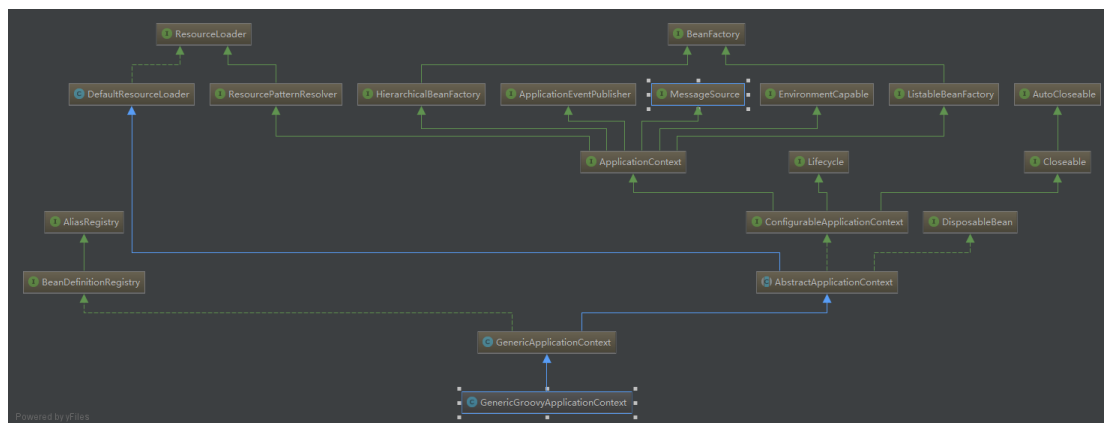 ResourceLoader
BeanFactory
DefaultResourceLoader
ResourcePatternResolver
HierarchicalBeanFactory
ApplicationEventPublisher
MessageSource
EnvironmentCapable
ListableBeanFactory
AutoCloseable
ApplicationContext
Lifecycle
Closeable
AliasRegistry
ConfigurableApplicationContext
DisposableBean
BeanDefinitionRegistry
AbstractApplicationContext
GenericApplicationContext
GenericGroovyApplicationContext
Powered by yFiles